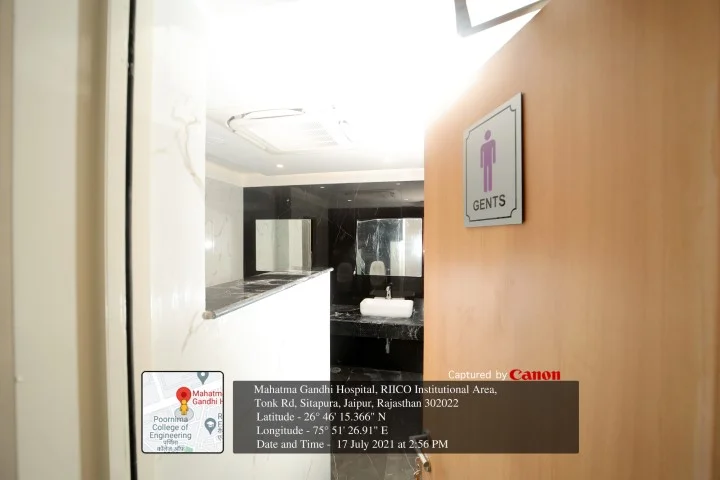 GENTS
Captured by Canon
Mahatma Gandhi Hospital, RIICO Institutional Area,
Tonk Rd, Sitapura, Jaipur, Rajasthan 302022
Latitude - 26° 46' 15.366" N
Longitude - 75° 51' 26.91" E
Date and Time - 17 July 2021 at 2:56 PM
Mahatm
Gandhi H
Poornima
College of
Engineering